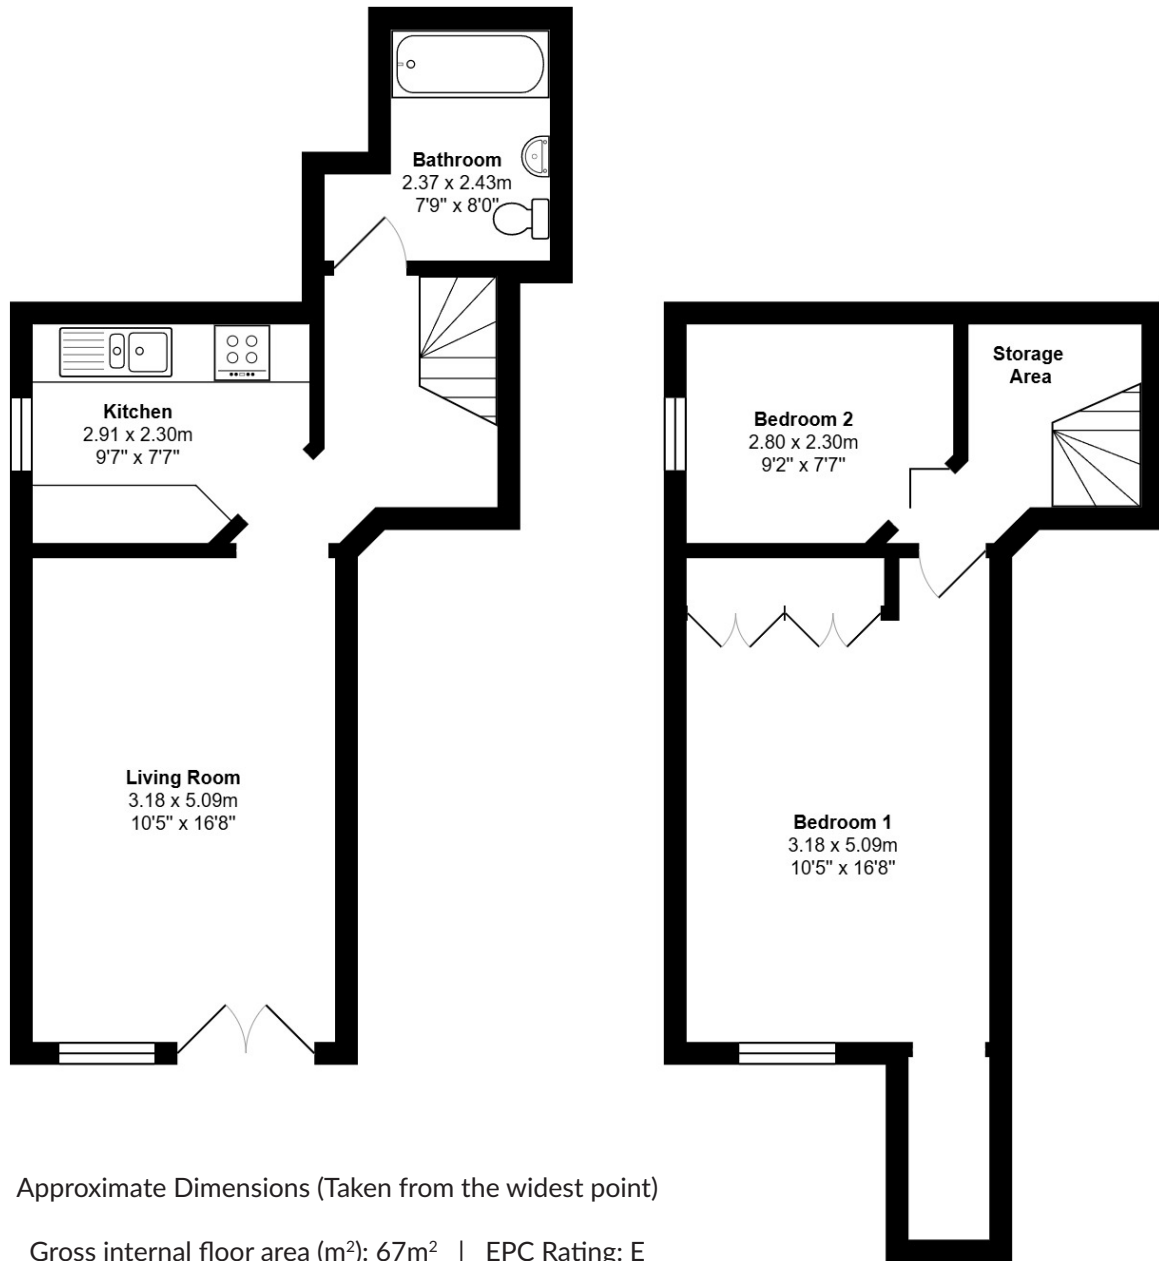 Bathroom
2.37 x 2.43m
7'9" x 8'0"
Kitchen
2.91 x 2.30m
9'7" x 7'7"
Living Room
3.18 x 5.09m
10'5" x 16'8"
Storage
Area
Bedroom 2
2.80 x 2.30m
9'2" x 7'7"
Bedroom 1
3.18 x 5.09m
10'5" x 16'8"
Approximate Dimensions (Taken from the widest point)
Gross internal floor area (m²): 67m² | EPC Rating: E